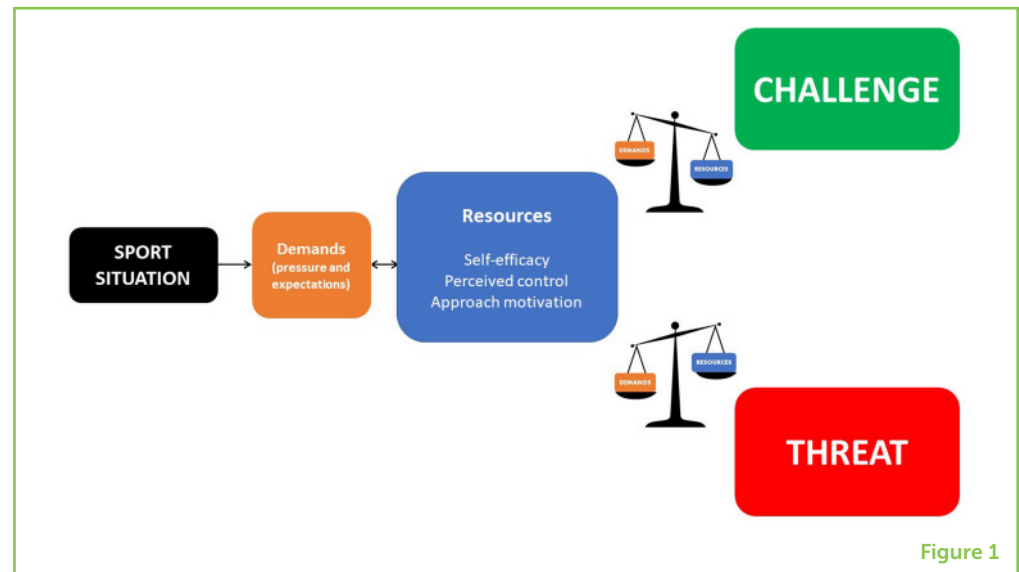 SPORT
SITUATION
Demands
(pressure and
expectations)
Resources
Self-efficacy
Perceived control
Approach motivation
DEMANDS
RESOURCES
CHALLENGE
DEMANDS
RESOURCES
THREAT
Figure 1